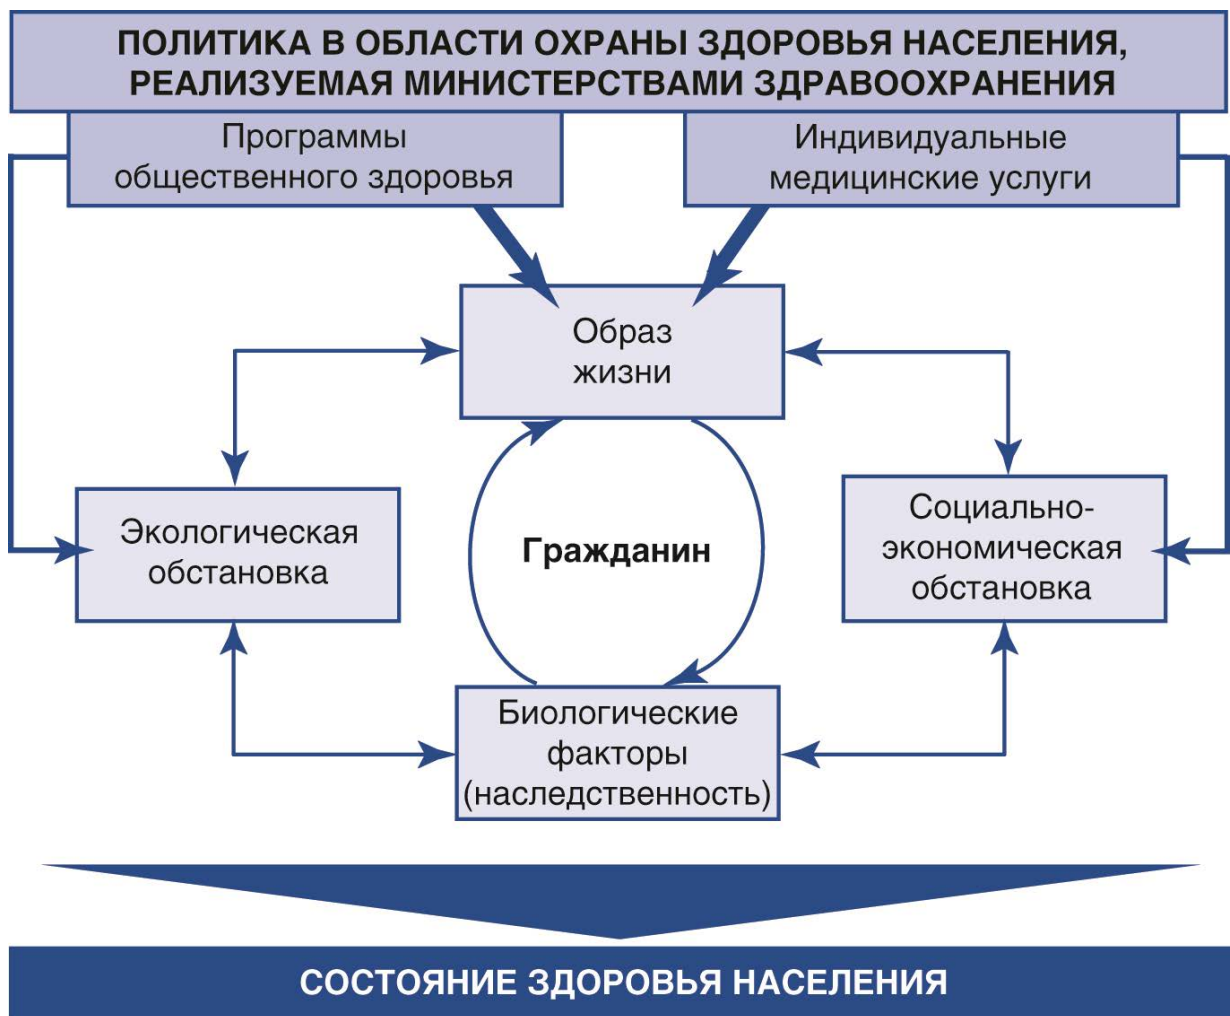 ПОЛИТИКА В ОБЛАСТИ ОХРАНЫ ЗДОРОВЬЯ НАСЕЛЕНИЯ,
РЕАЛИЗУЕМАЯ МИНИСТЕРСТВАМИ ЗДРАВООХРАНЕНИЯ
Программы
общественного здоровья
Индивидуальные
медицинские услуги
Образ
жизни
Экологическая
обстановка
Гражданин
Социально-
экономическая
обстановка
Биологические
факторы
(наследственность)
СОСТОЯНИЕ ЗДОРОВЬЯ НАСЕЛЕНИЯ